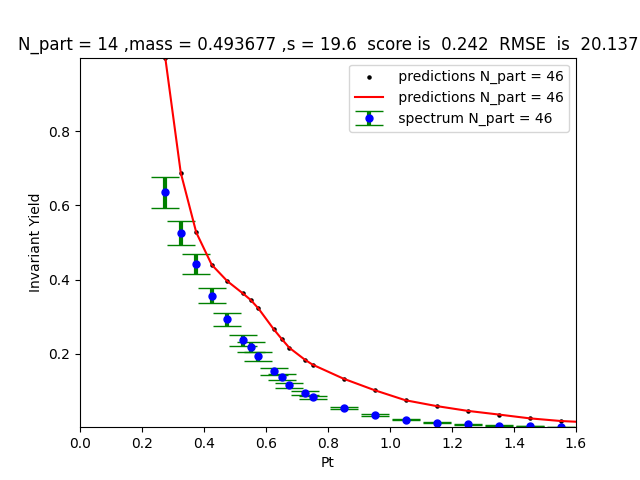 N_part = 14 ,mass = 0.493677 ,s = 19.6  score is  0.242  RMSE  is  20.137
predictions N_part = 46
predictions N_part = 46
spectrum N_part = 46
Invariant Yield
0.8
0.6
0.4
0.2
0.0 0.2 0.4 0.6 0.8 1.0 1.2 1.4 1.6
Pt